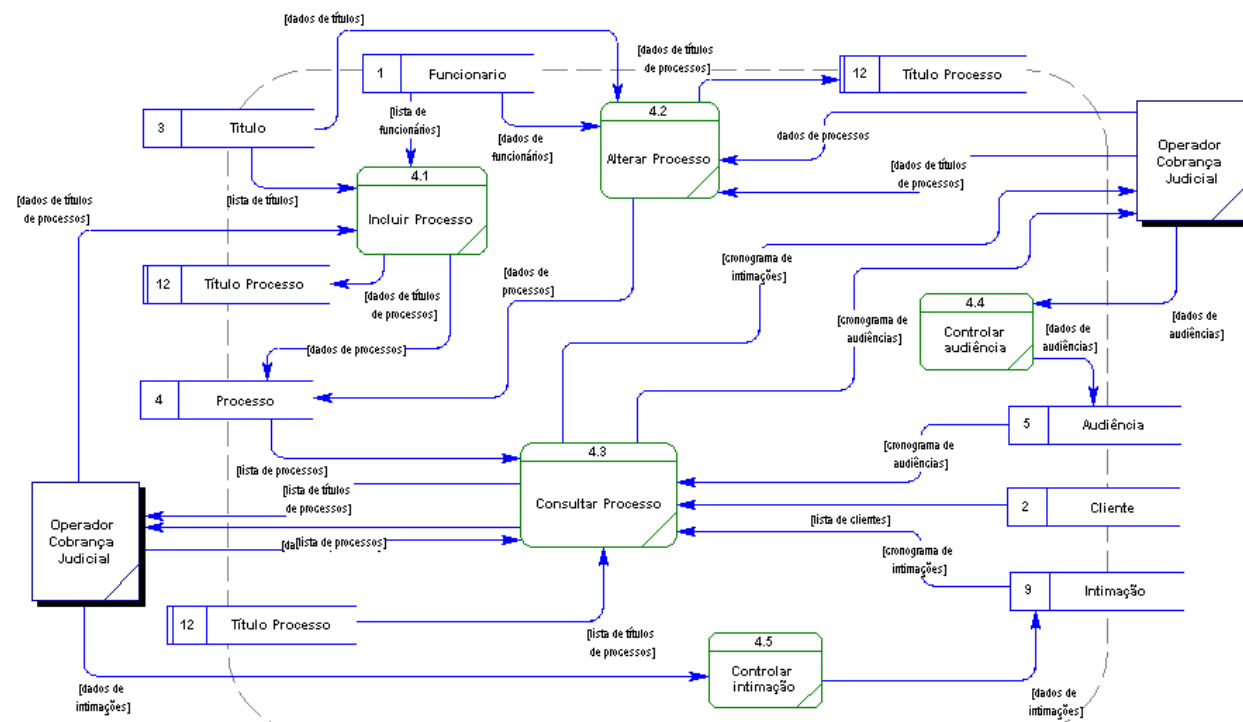 [dados de títulos]
1
Funcionario
[dados de títulos
de processos]
12
Título Processo
3
Título
[lista de
funcionários]
[dados de
funcionários]
4.2
Alterar Processo
dados de processos
[dados de títulos
de processos]
Operador
Cobrança
Judicial
4.1
Incluir Processo
[lista de títulos]
[dados de títulos
de processos]
12
Título Processo
[dados de títulos
de processos]
[dados de
processos]
[cronograma de
intimações]
[cronograma de
audiências]
4.4
Controlar
audiência
[dados de
audiências]
[dados de
audiências]
[dados de processos]
4
Processo
5
Audiência
[cronograma de
audiências]
4.3
Consultar Processo
[lista de processos]
[lista de títulos
de processos]
2
Cliente
[lista de clientes]
Operador
Cobrança
Judicial
[lista de processos]
[cronograma de
intimações]
9
Intimação
12
Título Processo
[lista de títulos
de processos]
4.5
Controlar
intimação
[dados de
intimações]
[dados de
intimações]